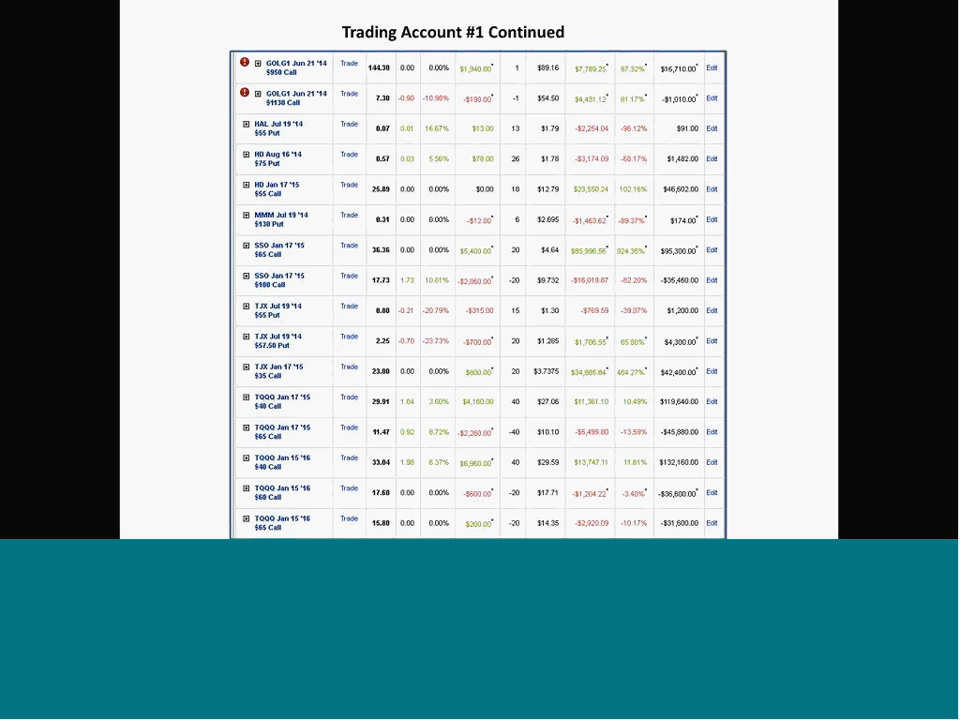 Trading Account #1 Continued
GOLG1 Jun 21 '14 Trade 144.30 0.00 0.00% $1,940.00* 1 $89.16 $7,789.25* 87.32%* $16,710.00* Edit
$950 Call
GOLG1 Jun 21 '14 Trade 7.30 -0.90 -10.98% -$190.00* -1 $54.50 $4,431.12* 81.17%* -$1,010.00* Edit
$1130 Call
HAL Jul 19 '14 Trade 0.07 0.01 16.67% $13.00 13 $1.79 -$2,254.04 -96.12% $91.00 Edit
$55 Put
HD Aug 16 '14 Trade 0.57 0.03 5.56% $78.00 26 $1.78 -$3,174.09 -68.17% $1,482.00 Edit
$75 Put
HD Jan 17 '15 Trade 25.89 0.00 0.00% $0.00 18 $12.79 $23,550.24 102.16% $46,602.00 Edit
$55 Call
MMM Jul 19 '14 Trade 0.31 0.00 0.00% -$12.00* 6 $2.695 -$1,463.62* -89.37%* $174.00* Edit
$130 Put
SSO Jan 17 '15 Trade 36.36 0.00 0.00% $5,400.00* 20 $4.64 $85,996.56* 924.35%* $95,300.00* Edit
$65 Call
SSO Jan 17 '15 Trade 17.73 1.73 10.81% -$2,860.00* -20 $9.732 -$16,019.87 -82.20% -$35,460.00 Edit
$100 Call
TJX Jul 19 '14 Trade 0.80 -0.21 -20.79% -$315.00 15 $1.30 -$769.59 -39.07% $1,200.00 Edit
$55 Put
TJX Jul 19 '14 Trade 2.25 -0.70 -23.73% -$700.00* 20 $1.285 $1,706.55* 65.88%* $4,300.00* Edit
$57.50 Put
TJX Jan 17 '15 Trade 23.00 0.00 0.00% $800.00* 20 $3.7375 $34,885.84* 464.27%* $42,400.00* Edit
$35 Call
TQQQ Jan 17 '15 Trade 29.91 1.04 3.60% $4,160.00 40 $27.06 $11,361.10 10.49% $119,640.00 Edit
$40 Call
TQQQ Jan 17 '15 Trade 11.47 0.92 8.72% -$2,280.00* -40 $10.10 -$5,499.80 -13.59% -$45,880.00 Edit
$65 Call
TQQQ Jan 15 '16 Trade 33.04 1.98 6.37% $6,960.00* 40 $29.59 $13,747.11 11.61% $132,160.00 Edit
$40 Call
TQQQ Jan 15 '16 Trade 17.68 0.00 0.00% -$600.00* -20 $17.71 -$1,204.22* -3.40%* -$36,600.00* Edit
$60 Call
TQQQ Jan 15 '16 Trade 15.80 0.00 0.00% $200.00* -20 $14.35 -$2,920.09 -10.17% -$31,600.00 Edit
$65 Call